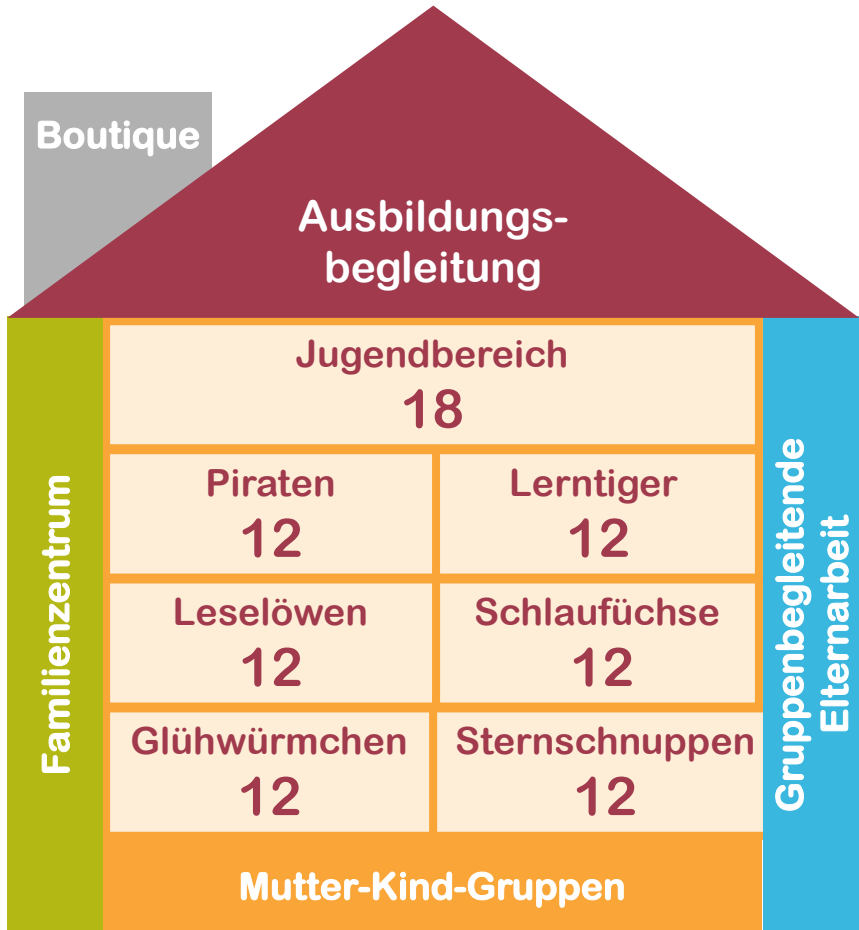 Boutique
Ausbildungs-
begleitung
Jugendbereich
18
Piraten
12
Lerntiger
12
Leselöwen
12
Schlaufüchse
12
Glühwürmchen
12
Sternschnuppen
12
Mutter-Kind-Gruppen
Familienzentrum
Gruppenbegleitende
Elternarbeit